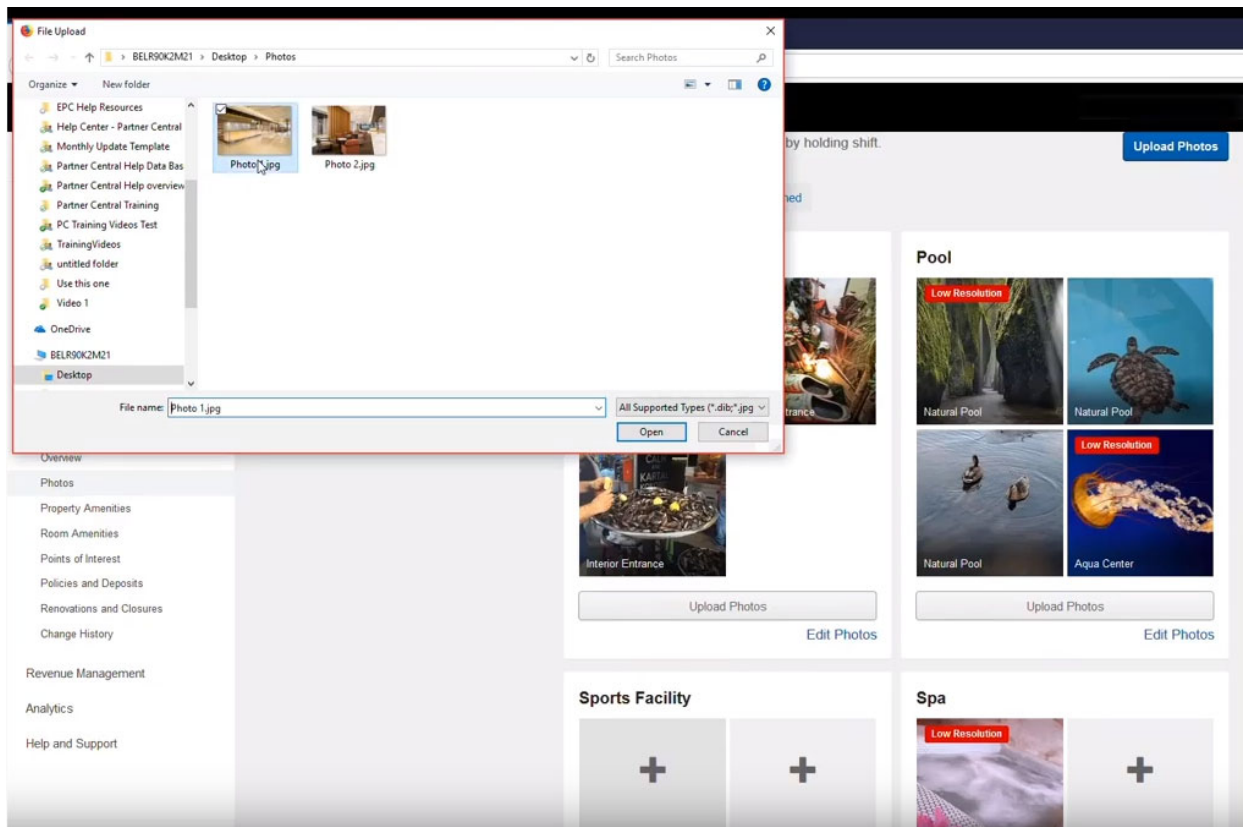 File Upload
BELR90K2M21 > Desktop > Photos
Search Photos
Organize
New folder
EPC Help Resources
Help Center - Partner Central
Monthly Update Template
Partner Central Help Data Bas
Partner Central Help overview
Partner Central Training
PC Training Videos Test
TrainingVideos
untitled folder
Use this one
Video 1
OneDrive
BELR90K2M21
Desktop
Photo 1.jpg
Photo 2.jpg
File name: Photo 1.jpg
All Supported Types (*.dib;*.jpg
Open
Cancel
by holding shift.
Upload Photos
Overview
Photos
Property Amenities
Room Amenities
Points of Interest
Policies and Deposits
Renovations and Closures
Change History
Revenue Management
Analytics
Help and Support
Interior Entrance
Upload Photos
Edit Photos
Pool
Low Resolution
Natural Pool
Natural Pool
Low Resolution
Natural Pool
Aqua Center
Upload Photos
Edit Photos
Sports Facility
Spa
Low Resolution